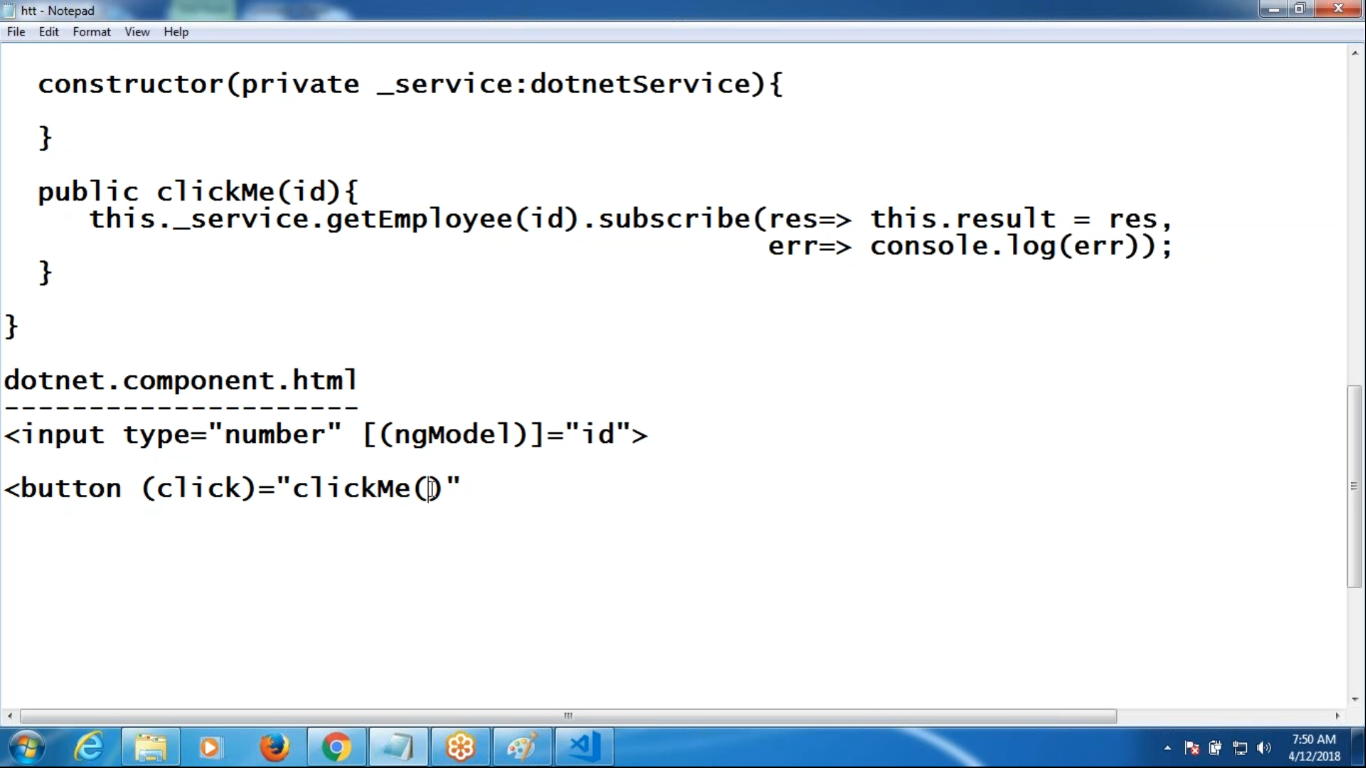 htt - Notepad
File Edit Format View Help
constructor(private _service:dotnetService){
}
public clickMe(id){
this._service.getEmployee(id).subscribe(res=> this.result = res,
err=> console.log(err));
}
}
dotnet.component.html
---------------------
<input type="number" [(ngModel)]="id">
<button (click)="clickMe()"
7:50 AM
4/12/2018